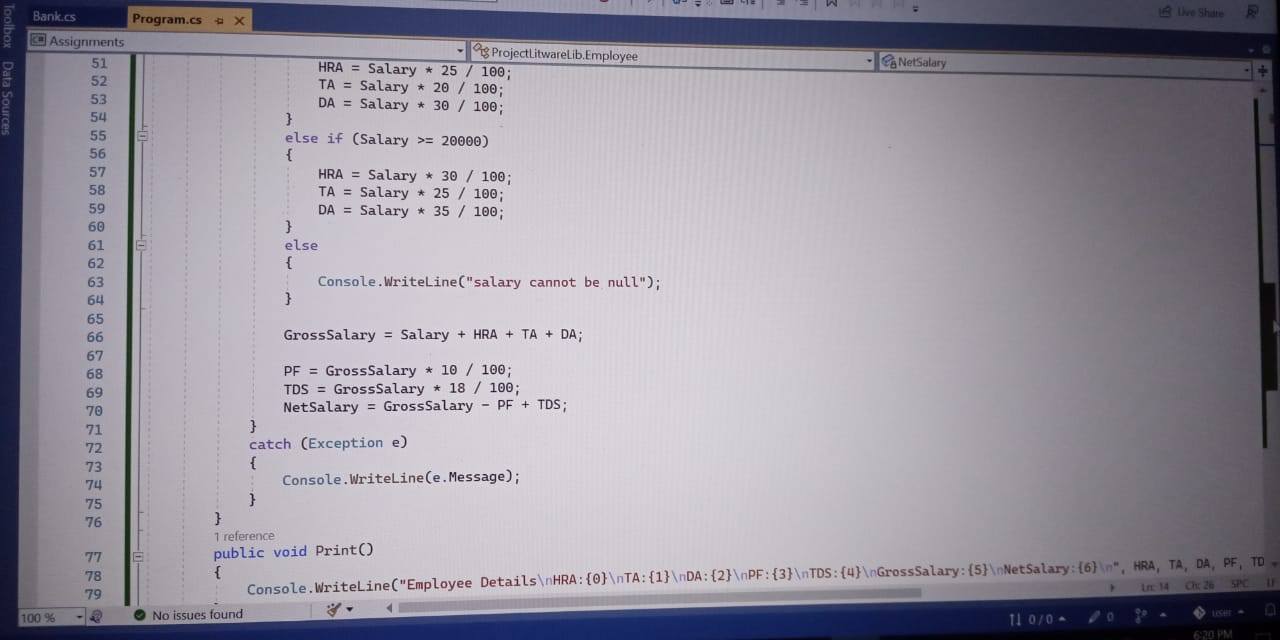 Toolbox
Data Sources
Bank.cs
Program.cs
Live Share
C# Assignments
ProjectLitwareLib.Employee
NetSalary
51 HRA = Salary * 25 / 100;
52 TA = Salary * 20 / 100;
53 DA = Salary * 30 / 100;
54 }
55 else if (Salary >= 20000)
56 {
57 HRA = Salary * 30 / 100;
58 TA = Salary * 25 / 100;
59 DA = Salary * 35 / 100;
60 }
61 else
62 {
63 Console.WriteLine("salary cannot be null");
64 }
65
66 GrossSalary = Salary + HRA + TA + DA;
67
68 PF = GrossSalary * 10 / 100;
69 TDS = GrossSalary * 18 / 100;
70 NetSalary = GrossSalary - PF + TDS;
71 }
72 catch (Exception e)
73 {
74 Console.WriteLine(e.Message);
75 }
76 }
1 reference
77 public void Print()
78 {
79 Console.WriteLine("Employee Details\nHRA:{0}\nTA:{1}\nDA:{2}\nPF:{3}\nTDS:{4}\nGrossSalary:{5}\nNetSalary:{6}\n", HRA, TA, DA, PF, TD
100 %
No issues found
Ln: 14 Ch: 26 SPC
0 / 0
0
user
6:20 PM